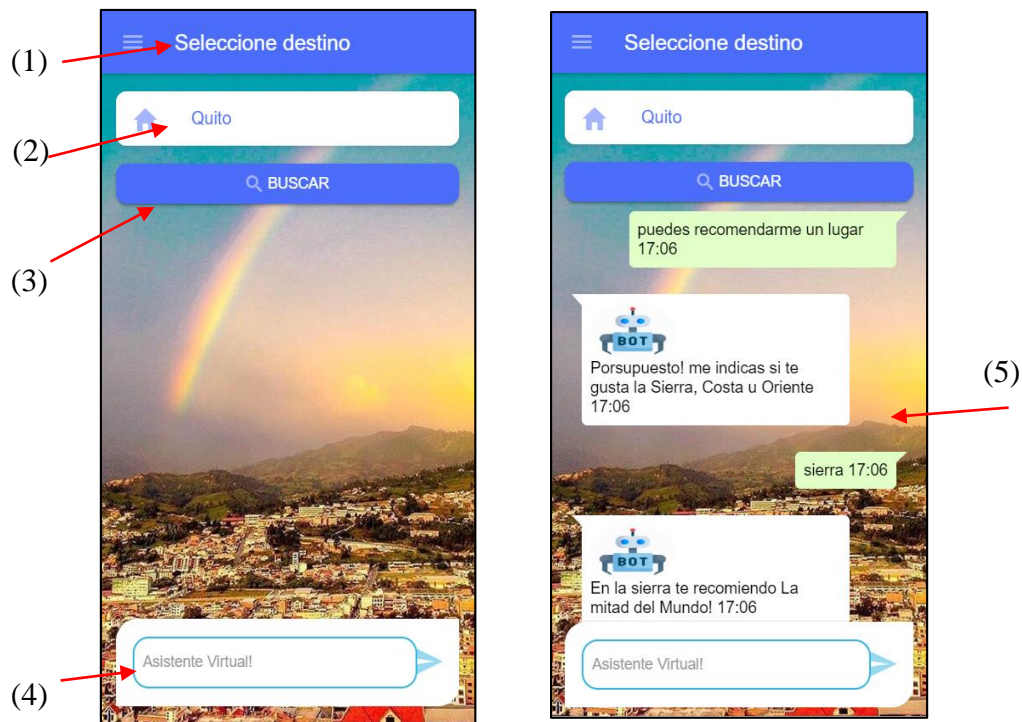 (1)
Seleccione destino
(2)
Quito
BUSCAR
(3)
Asistente Virtual!
(4)
Seleccione destino
Quito
BUSCAR
puedes recomendarme un lugar
17:06
BOT
Porsupuesto! me indicas si te
gusta la Sierra, Costa u Oriente
17:06
(5)
sierra 17:06
BOT
En la sierra te recomiendo La
mitad del Mundo! 17:06
Asistente Virtual!